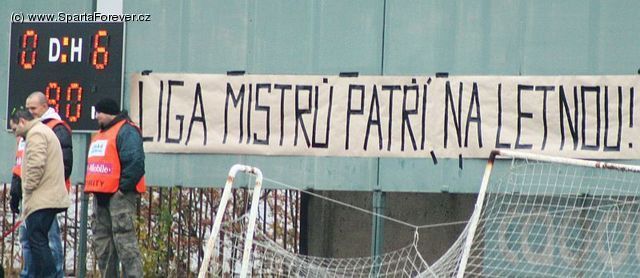 (c) www.SpartaForever.cz
0 D:H 6
90
LIGA MISTRŮ PATŘÍ NA LETNOU!